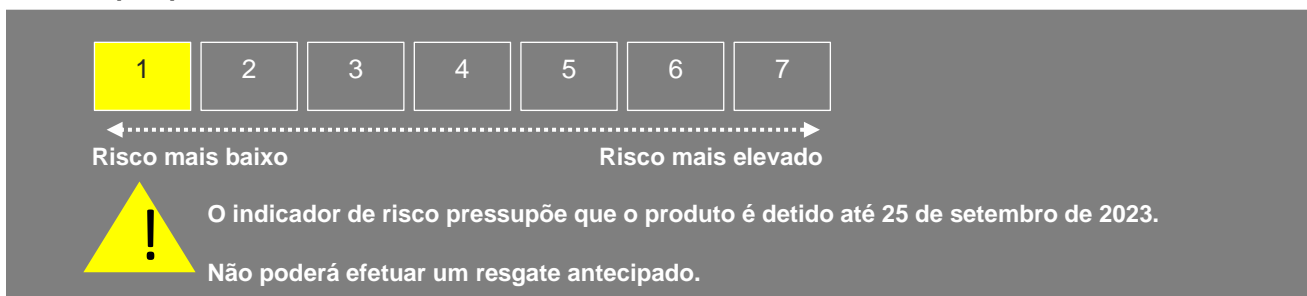 1 2 3 4 5 6 7
Risco mais baixo Risco mais elevado
! O indicador de risco pressupõe que o produto é detido até 25 de setembro de 2023.
Não poderá efetuar um resgate antecipado.